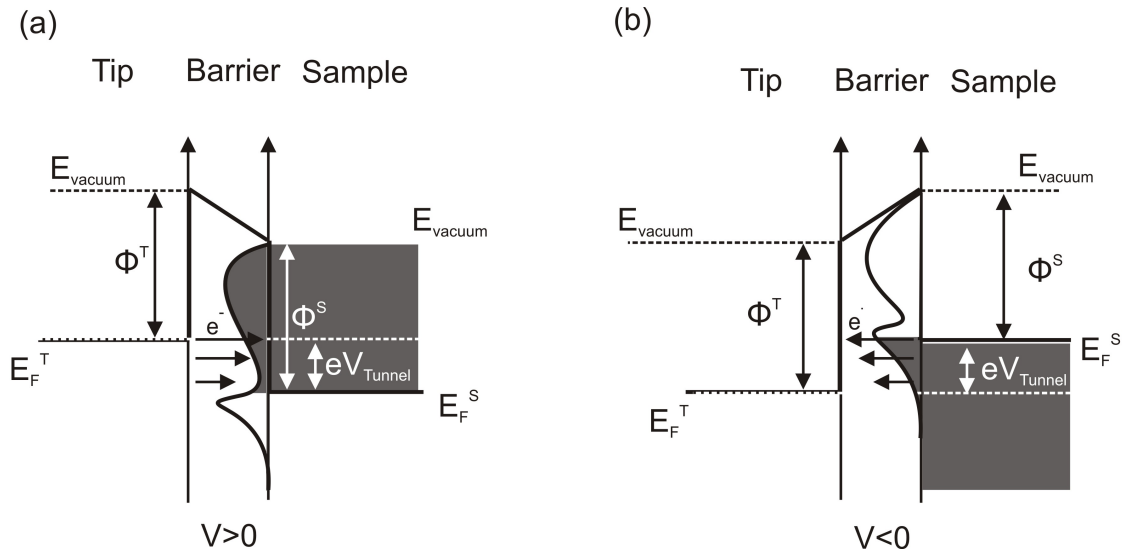 (a)
Tip Barrier Sample
E_vacuum
E_vacuum
Φ^T
Φ^S
e^-
eV_Tunnel
E_F^T
E_F^S
V>0
(b)
Tip Barrier Sample
E_vacuum
E_vacuum
Φ^S
Φ^T
e^-
E_F^S
eV_Tunnel
E_F^T
V<0